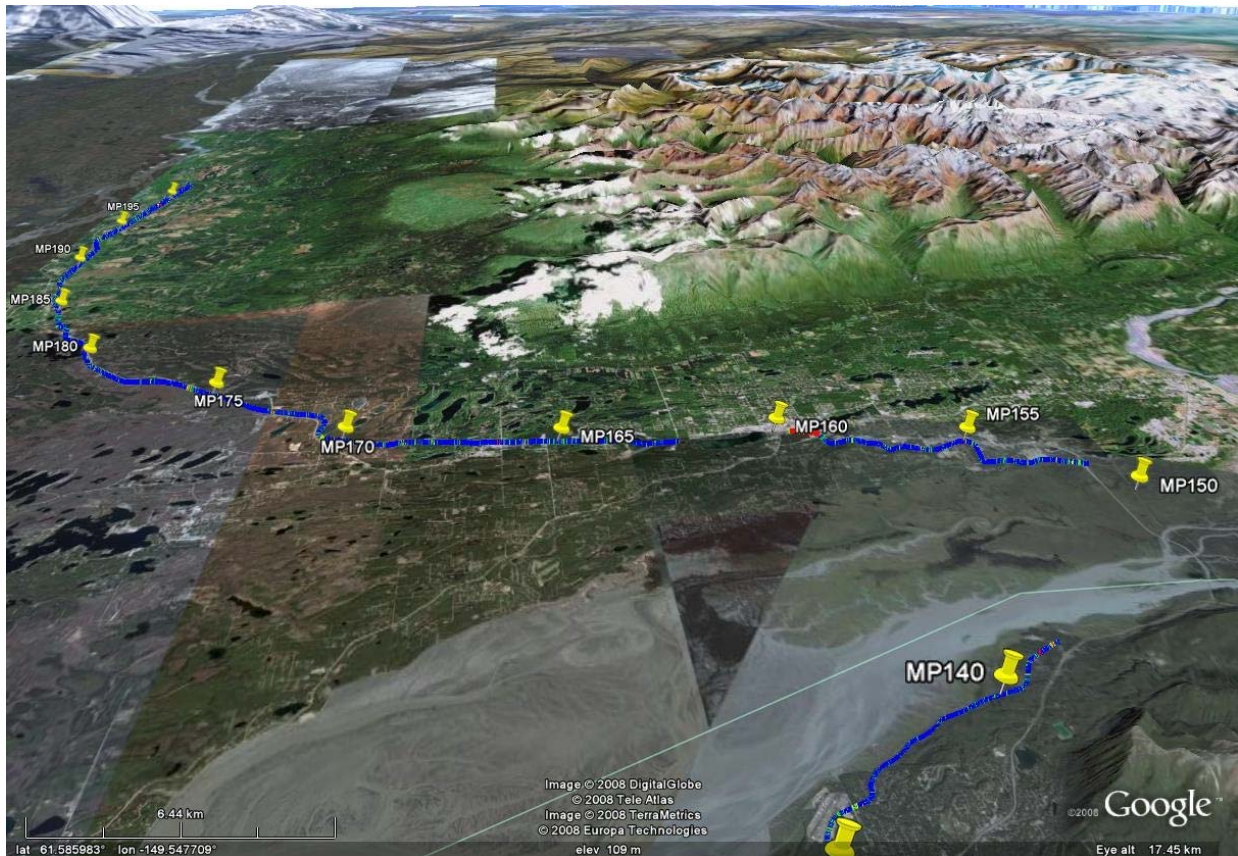 MP195
MP190
MP185
MP180
MP175
MP170
MP165
MP160
MP155
MP150
MP140
6.44 km
Image © 2008 DigitalGlobe
© 2008 Tele Atlas
Image © 2008 TerraMetrics
© 2008 Europa Technologies
©2008 Google™
lat 61.585983° lon -149.547709° elev 109 m Eye alt 17.45 km